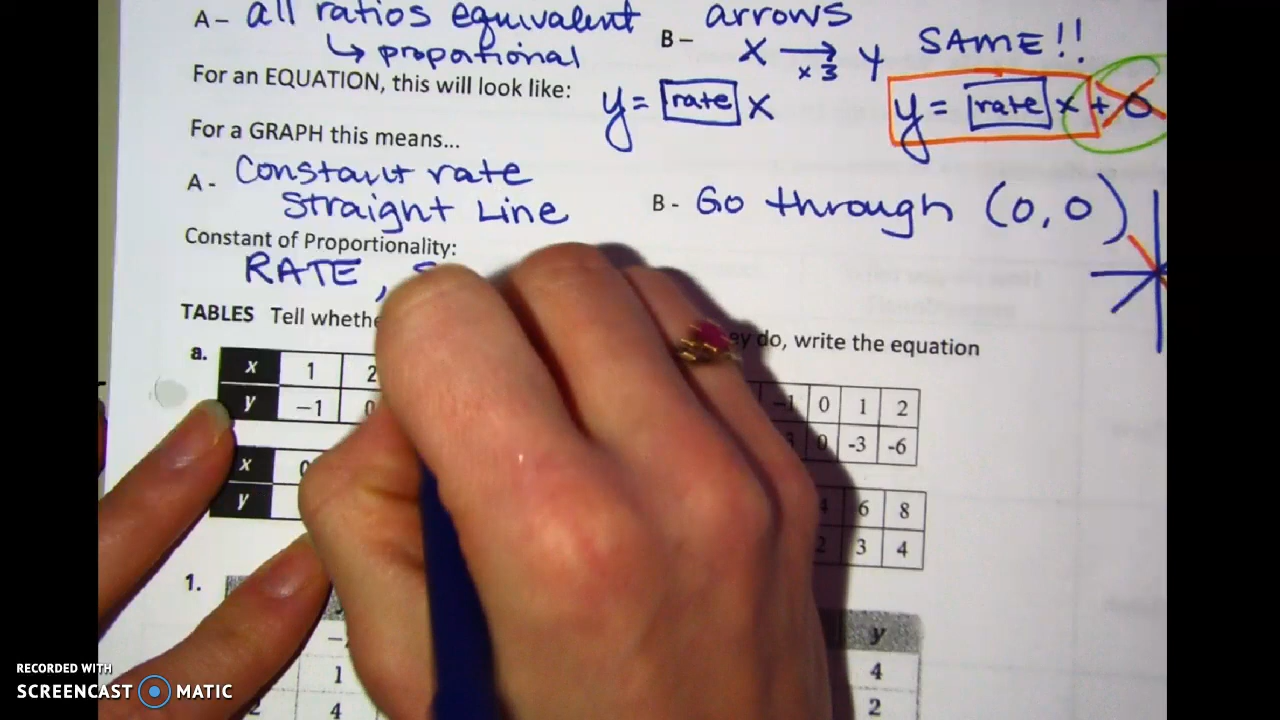 A – all ratios equivalent
↳ proportional
B – arrows
X → y
x 3
SAME!!
For an EQUATION, this will look like:
y = rate x
y = rate x + 0
For a GRAPH this means...
A - Constant rate
Straight Line
B - Go through (0, 0)
Constant of Proportionality:
RATE, S
TABLES Tell whethe
ey do, write the equation
a.
x 1 2
y −1 0
-1 0 1 2
3 0 -3 -6
x 0
y
4 6 8
2 3 4
1.
y
1
4
y
4
2
2
RECORDED WITH
SCREENCAST MATIC